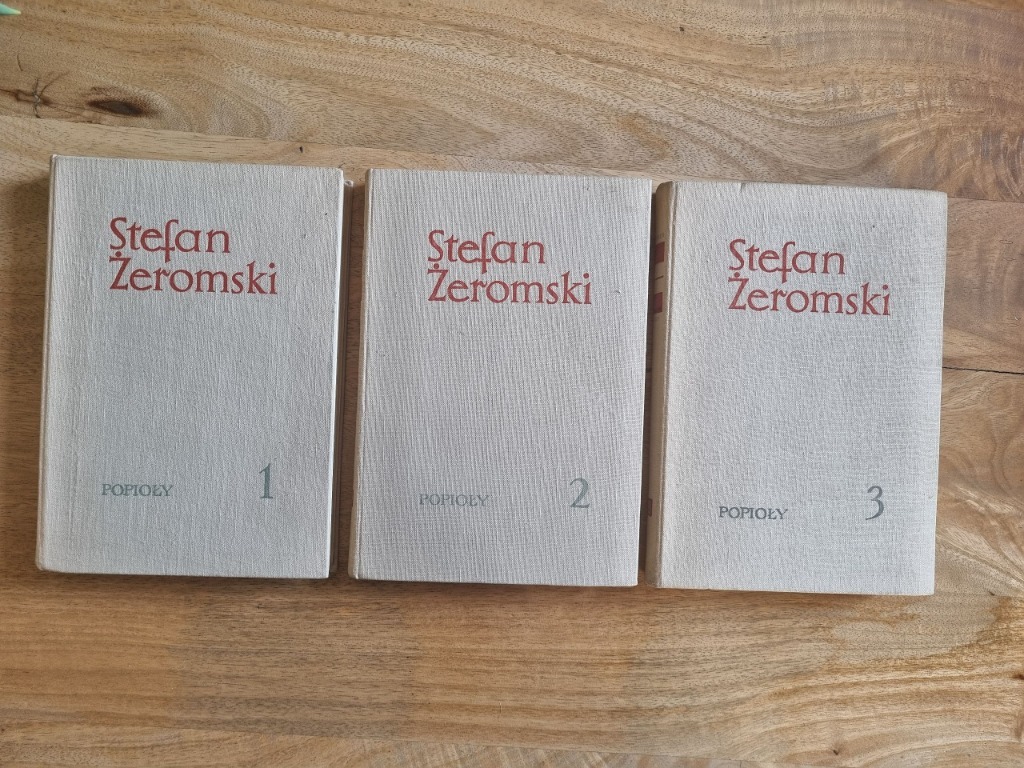 Stefan
Żeromski
POPIOŁY 1
Stefan
Żeromski
POPIOŁY 2
Stefan
Żeromski
POPIOŁY 3